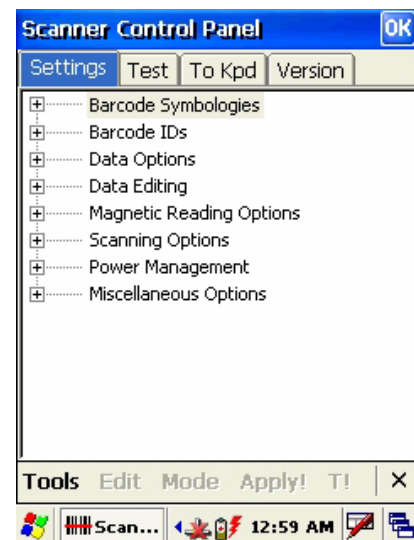 Scanner Control Panel OK
Settings Test To Kpd Version
Barcode Symbologies
Barcode IDs
Data Options
Data Editing
Magnetic Reading Options
Scanning Options
Power Management
Miscellaneous Options
Tools Edit Mode Apply! T! ×
Scan... 12:59 AM